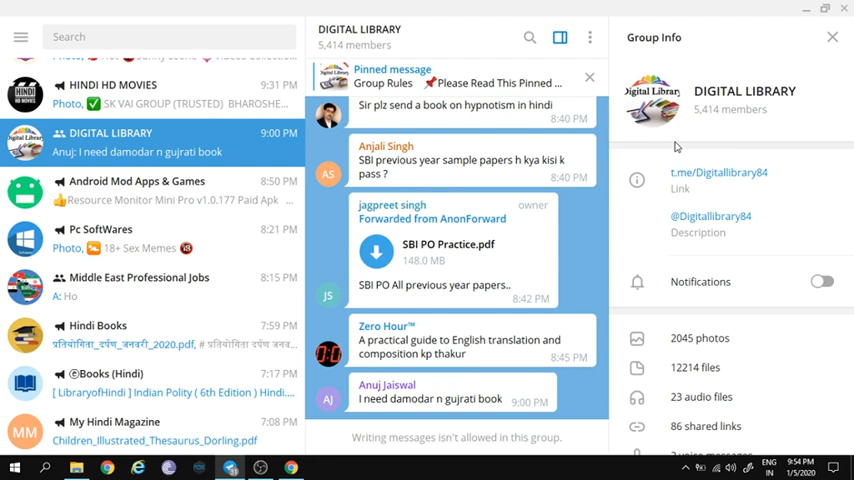 Search
HINDI HD MOVIES 9:31 PM
Photo, ✅ SK VAI GROUP (TRUSTED) BHAROSHE...
DIGITAL LIBRARY 9:00 PM
Anuj: I need damodar n gujrati book
Android Mod Apps & Games 8:50 PM
👍Resource Monitor Mini Pro v1.0.177 Paid Apk ...
Pc SoftWares 8:21 PM
Photo, 18+ Sex Memes 🔞
Middle East Professional Jobs 8:15 PM
A: Ho
Hindi Books 7:59 PM
प्रतियोगिता_दर्पण_जनवरी_2020.pdf, # प्रतियोगिता दर्पण जन...
ⓔBooks (Hindi) 7:17 PM
[ LibraryofHindi ] Indian Polity ( 6th Edition ) Hindi....
MM
My Hindi Magazine 7:08 PM
Children_Illustrated_Thesaurus_Dorling.pdf
DIGITAL LIBRARY
5,414 members
Pinned message
Group Rules 📌Please Read This Pinned ...
Sir plz send a book on hypnotism in hindi
8:40 PM
AS
Anjali Singh
SBI previous year sample papers h kya kisi k
pass ?
8:40 PM
jagpreet singh owner
Forwarded from AnonForward
SBI PO Practice.pdf
148.0 MB
SBI PO All previous year papers..
JS
8:42 PM
Zero Hour™
A practical guide to English translation and
composition kp thakur
8:45 PM
0:0
Anuj Jaiswal
AJ
I need damodar n gujrati book 9:00 PM
Writing messages isn't allowed in this group.
Group Info
DIGITAL LIBRARY
5,414 members
t.me/Digitallibrary84
Link
@Digitallibrary84
Description
Notifications
2045 photos
12214 files
23 audio files
86 shared links
ENG
IN
9:54 PM
1/5/2020